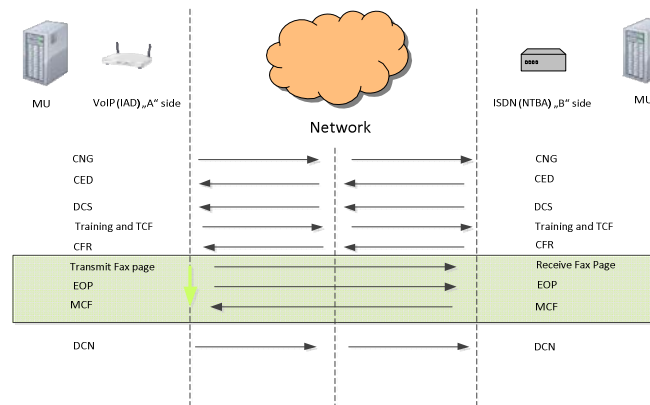 MU
VoIP (IAD) „A“ side
Network
ISDN (NTBA) „B“ side
MU
CNG CNG
CED CED
DCS DCS
Training and TCF Training and TCF
CFR CFR
Transmit Fax page Receive Fax Page
EOP EOP
MCF MCF
DCN DCN